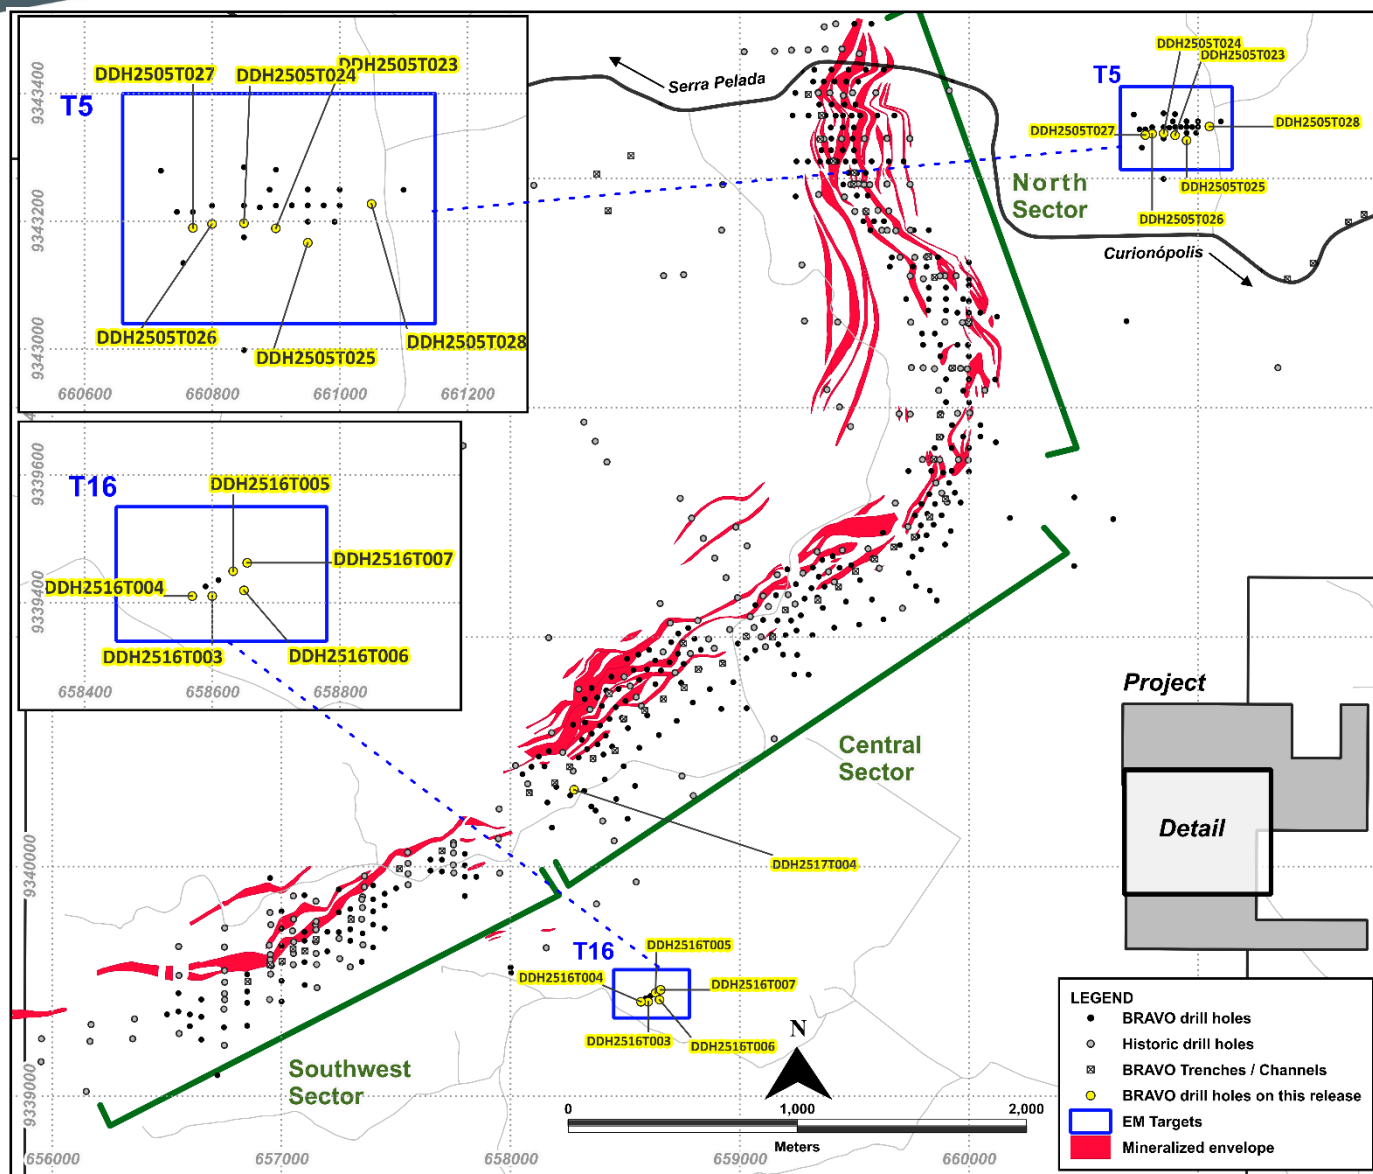 DDH2505T027
DDH2505T024
DDH2505T023
T5
9343400
9343200
9343000
DDH2505T026
DDH2505T025
DDH2505T028
660600
660800
661000
661200
Serra Pelada
DDH2505T024
DDH2505T023
T5
DDH2505T027
DDH2505T028
DDH2505T025
DDH2505T026
North
Sector
Curionópolis
T16
DDH2516T005
DDH2516T007
DDH2516T004
DDH2516T003
DDH2516T006
9339600
9339400
658400
658600
658800
Central
Sector
DDH2517T004
Project
Detail
9340000
9339000
T16
DDH2516T005
DDH2516T004
DDH2516T007
DDH2516T003
DDH2516T006
Southwest
Sector
N
0
1,000
2,000
Meters
656000
657000
658000
659000
660000
LEGEND
BRAVO drill holes
Historic drill holes
BRAVO Trenches / Channels
BRAVO drill holes on this release
EM Targets
Mineralized envelope